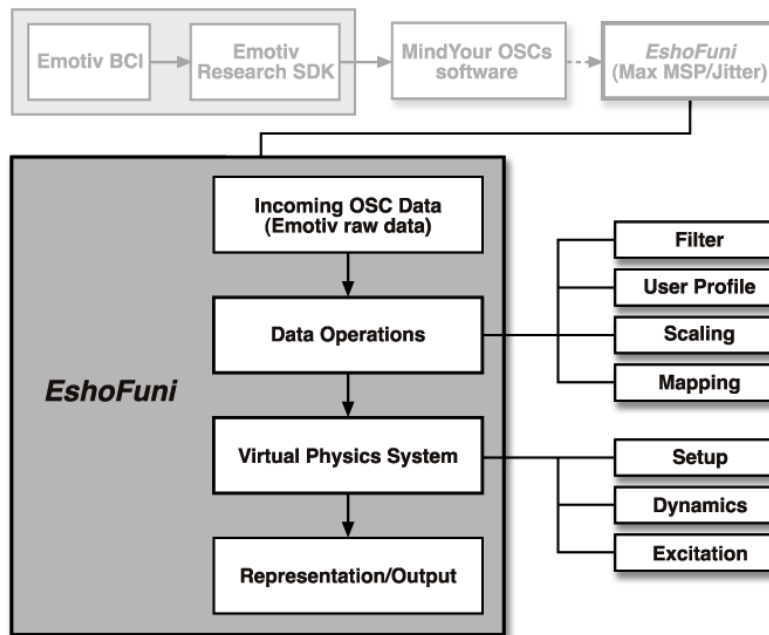 Emotiv BCI
Emotiv
Research SDK
MindYour OSCs
software
EshoFuni
(Max MSP/Jitter)
Incoming OSC Data
(Emotiv raw data)
Data Operations
Filter
User Profile
Scaling
Mapping
EshoFuni
Virtual Physics System
Setup
Dynamics
Excitation
Representation/Output